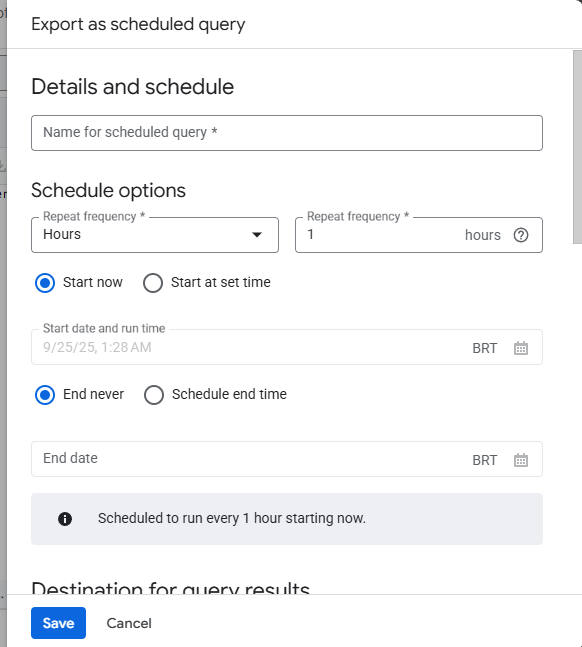 Export as scheduled query
Details and schedule
Name for scheduled query *
Schedule options
Repeat frequency *
Hours
Repeat frequency *
1 hours
Start now Start at set time
Start date and run time
9/25/25, 1:28 AM BRT
End never Schedule end time
End date BRT
Scheduled to run every 1 hour starting now.
Destination for query results
Save Cancel